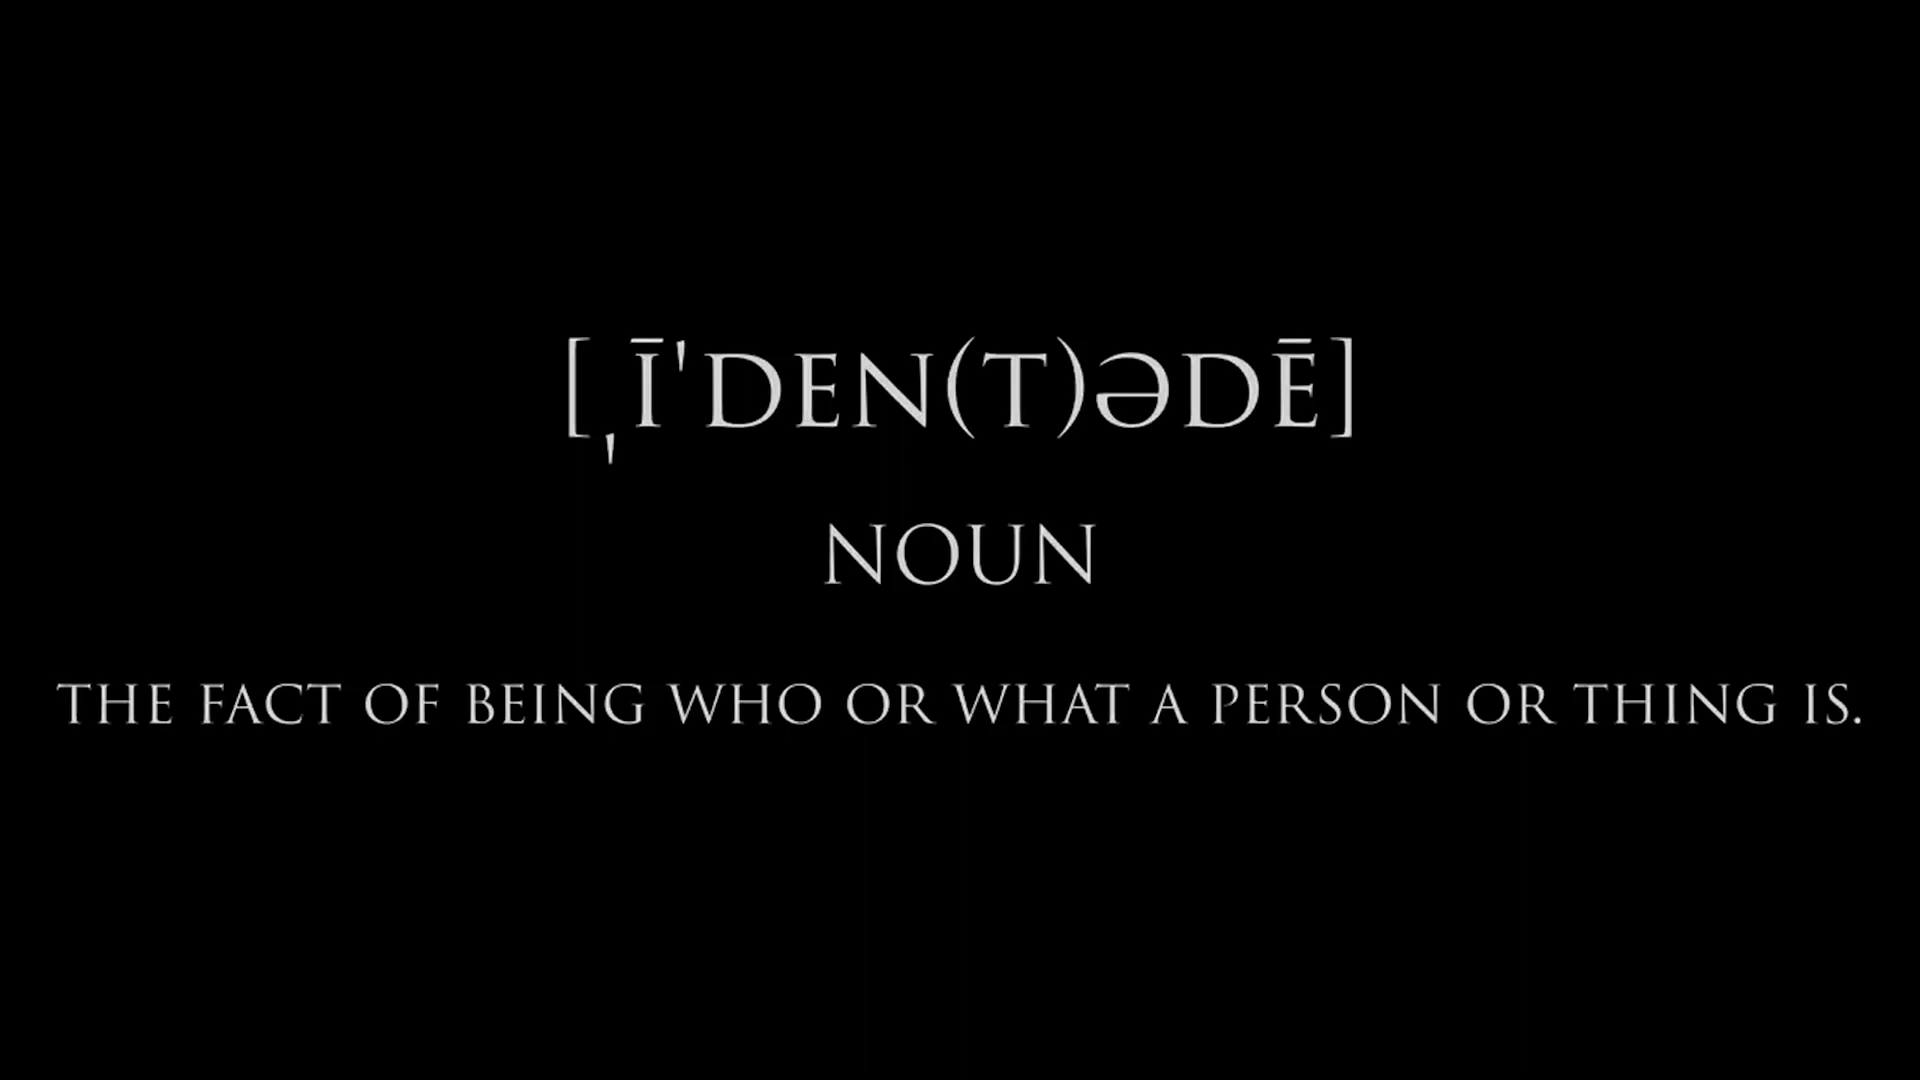 [ˌĪˈDEN(T)ƏDĒ]
NOUN
THE FACT OF BEING WHO OR WHAT A PERSON OR THING IS.